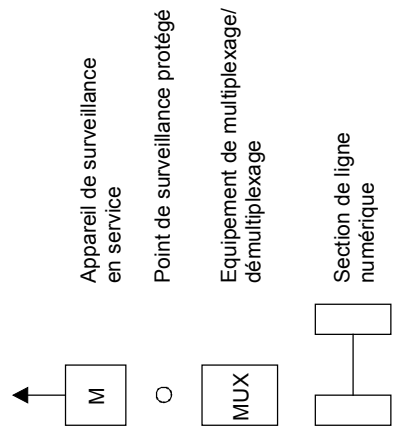 M
Appareil de surveillance
en service
Point de surveillance protégé
MUX
Equipement de multiplexage/
démultiplexage
Section de ligne
numérique